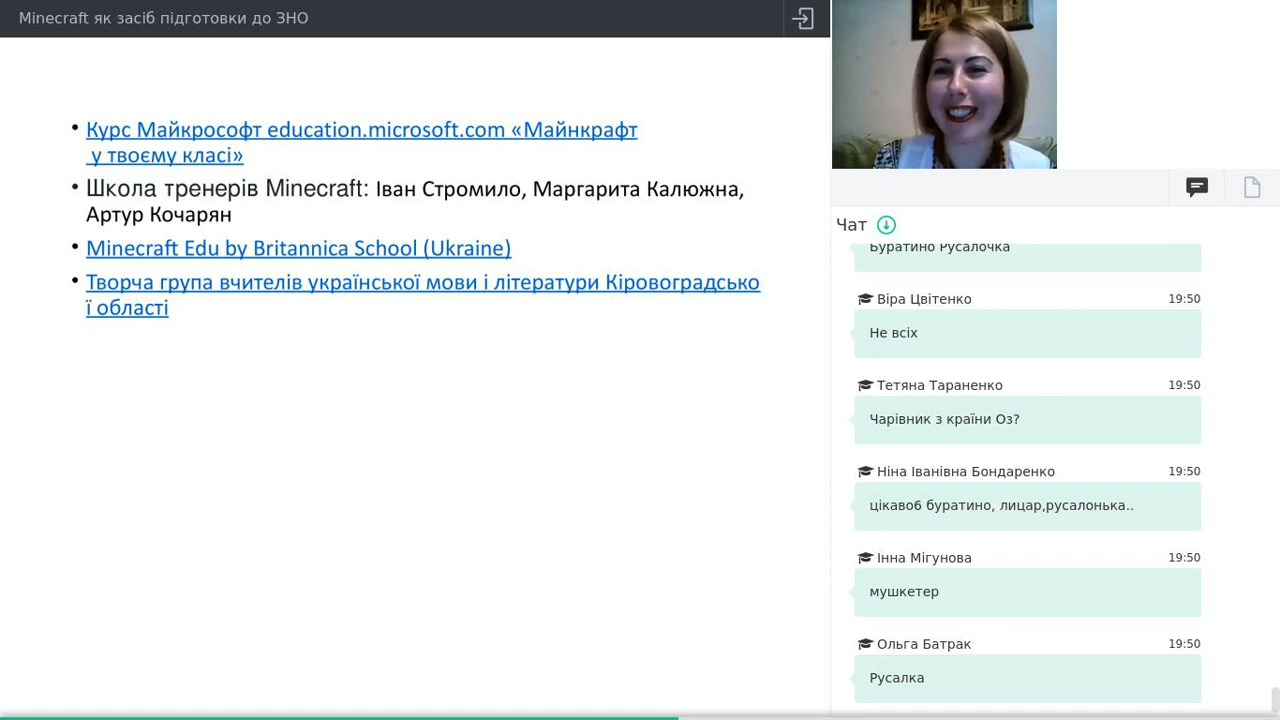 Minecraft як засіб підготовки до ЗНО
Курс Майкрософт education.microsoft.com «Майнкрафт
у твоєму класі»
Школа тренерів Minecraft: Іван Стромило, Маргарита Калюжна,
Артур Кочарян
Minecraft Edu by Britannica School (Ukraine)
Творча група вчителів української мови і літератури Кіровоградсько
ї області
Чат
Буратино Русалочка
Віра Цвітенко 19:50
Не всіх
Тетяна Тараненко 19:50
Чарівник з країни Оз?
Ніна Іванівна Бондаренко 19:50
цікаво6 буратино, лицар,русалонька..
Інна Мігунова 19:50
мушкетер
Ольга Батрак 19:50
Русалка